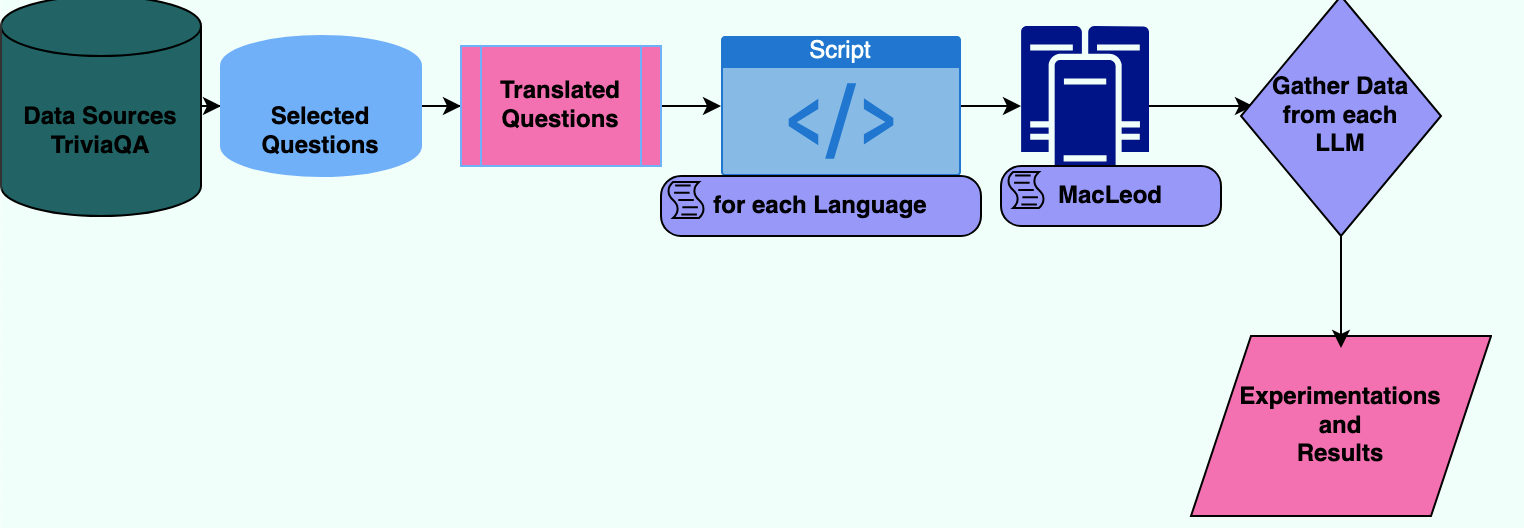 Data Sources
TriviaQA
Selected
Questions
Translated
Questions
Script
</>
for each Language
MacLeod
Gather Data
from each
LLM
Experimentations
and
Results